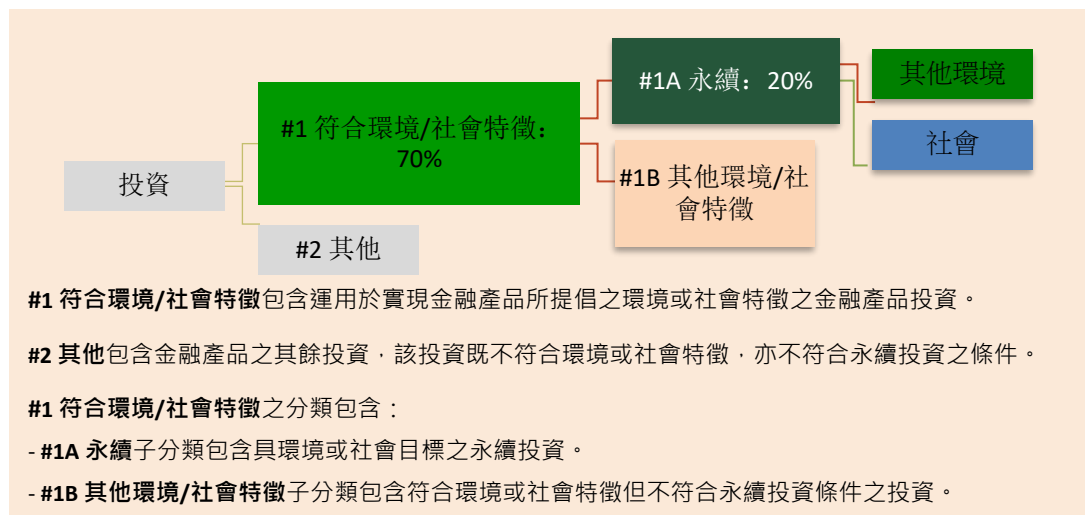 #1A 永續：20%
其他環境
#1 符合環境/社會特徵：
70%
社會
投資
#1B 其他環境/社
會特徵
#2 其他
#1 符合環境/社會特徵包含運用於實現金融產品所提倡之環境或社會特徵之金融產品投資。
#2 其他包含金融產品之其餘投資，該投資既不符合環境或社會特徵，亦不符合永續投資之條件。
#1 符合環境/社會特徵之分類包含：
- #1A 永續子分類包含具環境或社會目標之永續投資。
- #1B 其他環境/社會特徵子分類包含符合環境或社會特徵但不符合永續投資條件之投資。